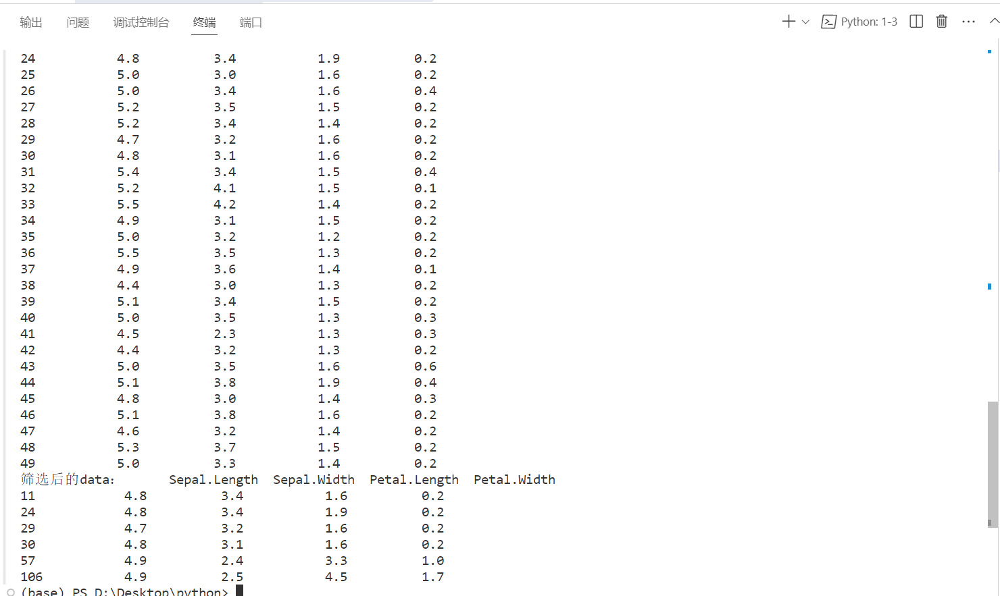 输出 问题 调试控制台 终端 端口 Python: 1-3
24 4.8 3.4 1.9 0.2
25 5.0 3.0 1.6 0.2
26 5.0 3.4 1.6 0.4
27 5.2 3.5 1.5 0.2
28 5.2 3.4 1.4 0.2
29 4.7 3.2 1.6 0.2
30 4.8 3.1 1.6 0.2
31 5.4 3.4 1.5 0.4
32 5.2 4.1 1.5 0.1
33 5.5 4.2 1.4 0.2
34 4.9 3.1 1.5 0.2
35 5.0 3.2 1.2 0.2
36 5.5 3.5 1.3 0.2
37 4.9 3.6 1.4 0.1
38 4.4 3.0 1.3 0.2
39 5.1 3.4 1.5 0.2
40 5.0 3.5 1.3 0.3
41 4.5 2.3 1.3 0.3
42 4.4 3.2 1.3 0.2
43 5.0 3.5 1.6 0.6
44 5.1 3.8 1.9 0.4
45 4.8 3.0 1.4 0.3
46 5.1 3.8 1.6 0.2
47 4.6 3.2 1.4 0.2
48 5.3 3.7 1.5 0.2
49 5.0 3.3 1.4 0.2
筛选后的data: Sepal.Length Sepal.Width Petal.Length Petal.Width
11 4.8 3.4 1.6 0.2
24 4.8 3.4 1.9 0.2
29 4.7 3.2 1.6 0.2
30 4.8 3.1 1.6 0.2
57 4.9 2.4 3.3 1.0
106 4.9 2.5 4.5 1.7
(base) PS D:\Desktop\python>